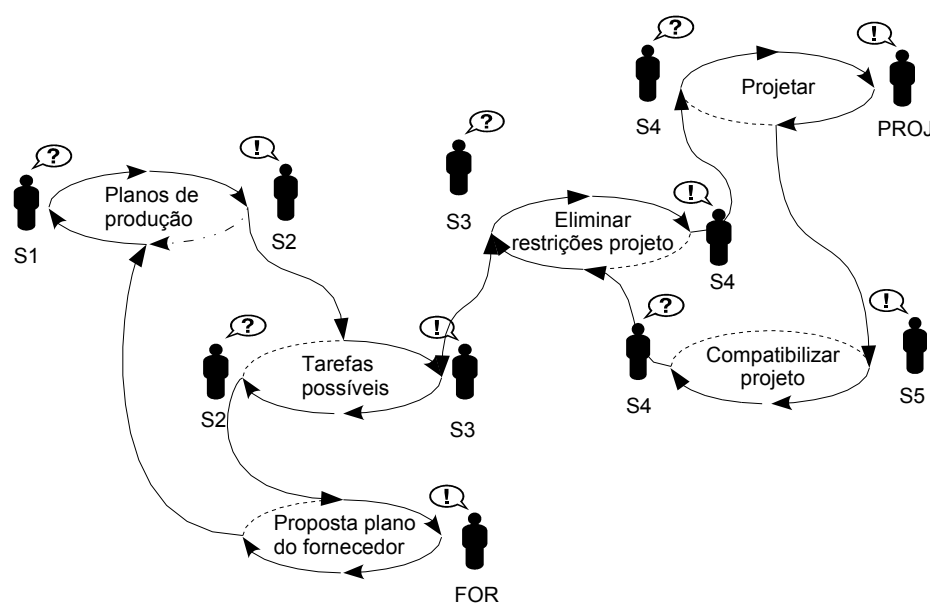 ?
!
S4
Projetar
PROJ
?
!
?
Planos de
produção
S1
S2
S3
!
Eliminar
restrições projeto
S4
?
!
?
!
Tarefas
possíveis
S2
S3
Compatibilizar
projeto
S4
S5
!
Proposta plano
do fornecedor
FOR